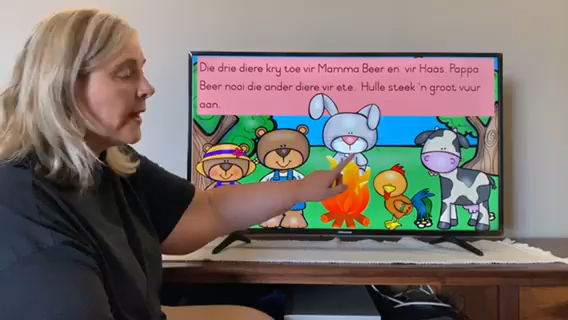 Die drie diere kry toe vir Mamma Beer en vir Haas. Pappa
Beer nooi die ander diere vir ete. Hulle steek 'n groot vuur
aan.